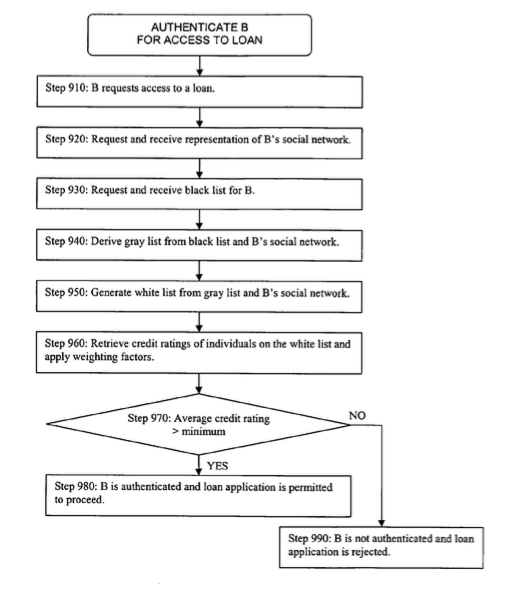 AUTHENTICATE B
FOR ACCESS TO LOAN
Step 910: B requests access to a loan.
Step 920: Request and receive representation of B's social network.
Step 930: Request and receive black list for B.
Step 940: Derive gray list from black list and B's social network.
Step 950: Generate white list from gray list and B's social network.
Step 960: Retrieve credit ratings of individuals on the white list and
apply weighting factors.
Step 970: Average credit rating
> minimum
NO
YES
Step 980: B is authenticated and loan application is permitted
to proceed.
Step 990: B is not authenticated and loan
application is rejected.